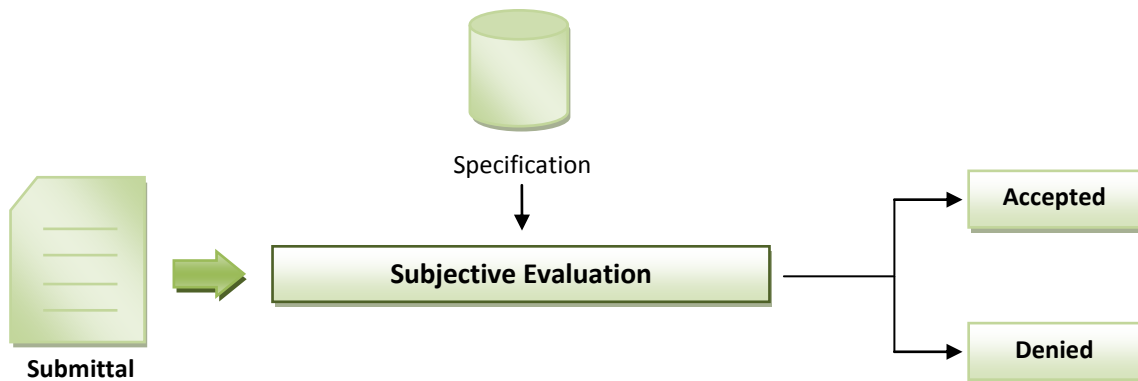 Specification
Accepted
Subjective Evaluation
Denied
Submittal